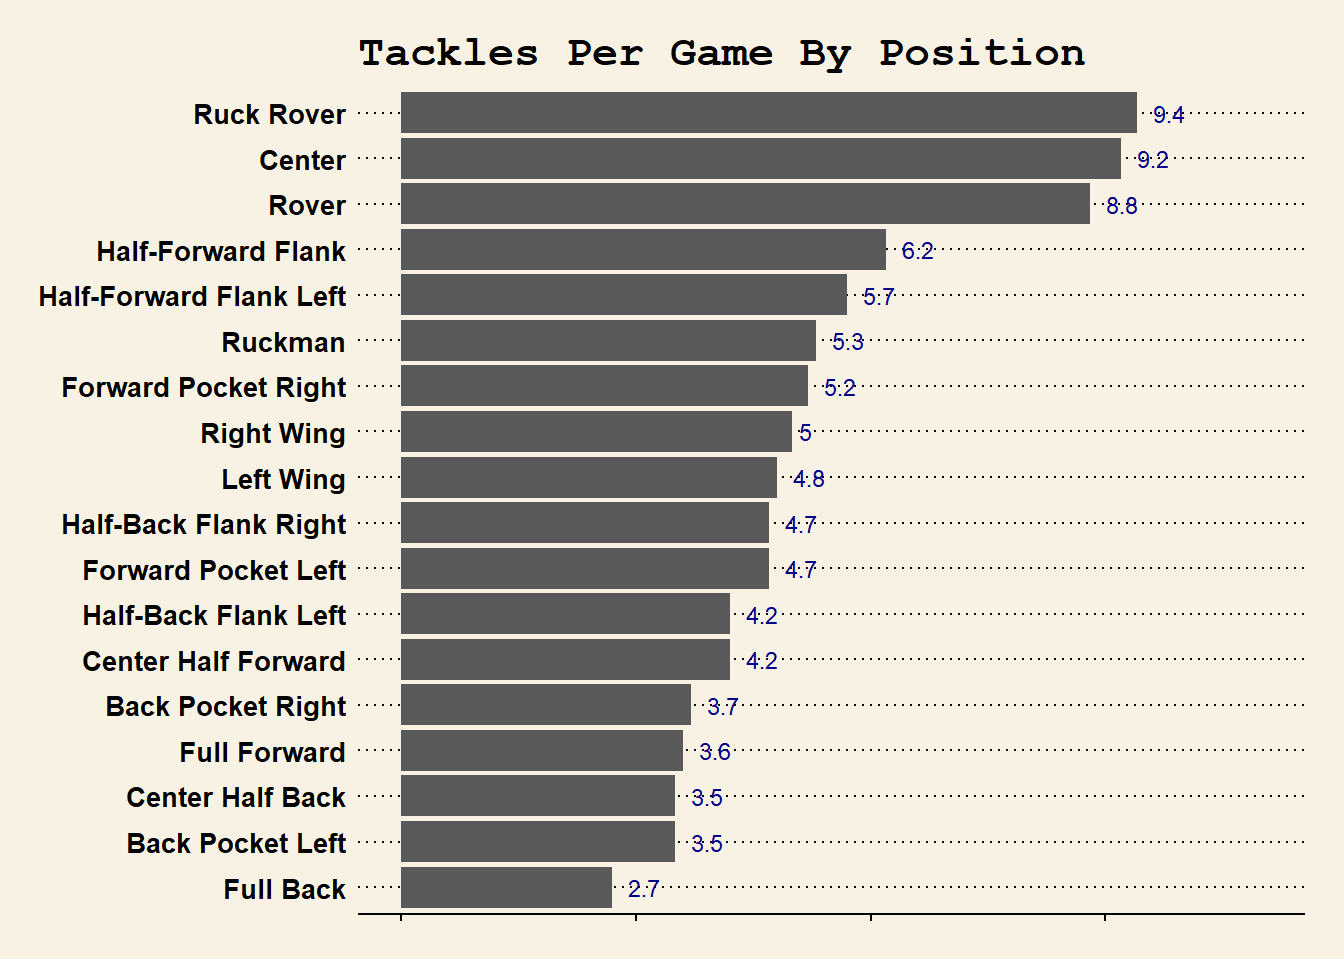 Tackles Per Game By Position
Ruck Rover 9.4
Center 9.2
Rover 8.8
Half-Forward Flank 6.2
Half-Forward Flank Left 5.7
Ruckman 5.3
Forward Pocket Right 5.2
Right Wing 5
Left Wing 4.8
Half-Back Flank Right 4.7
Forward Pocket Left 4.7
Half-Back Flank Left 4.2
Center Half Forward 4.2
Back Pocket Right 3.7
Full Forward 3.6
Center Half Back 3.5
Back Pocket Left 3.5
Full Back 2.7